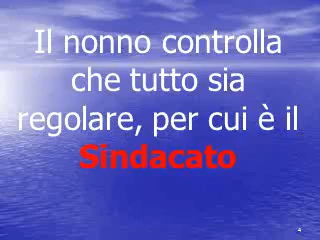 Il nonno controlla
che tutto sia
regolare, per cui è il
Sindacato
4